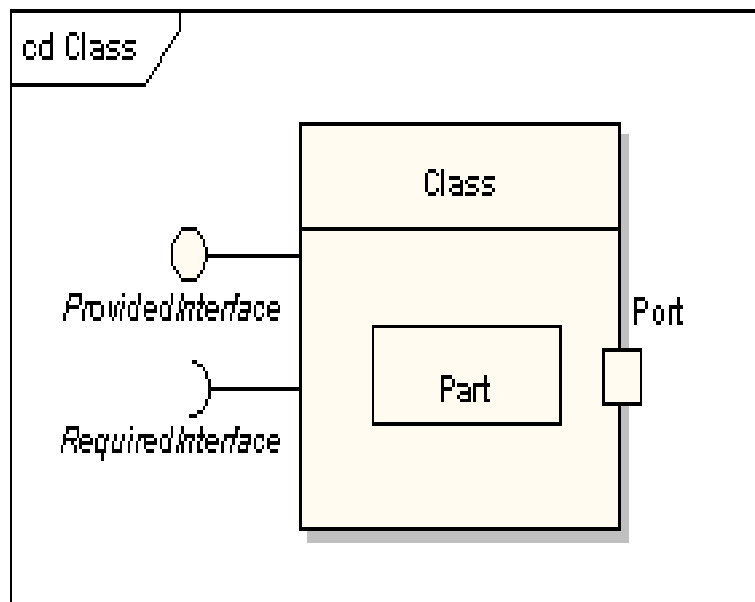 cd Class
Class
ProvidedInterface
Port
Part
RequiredInterface